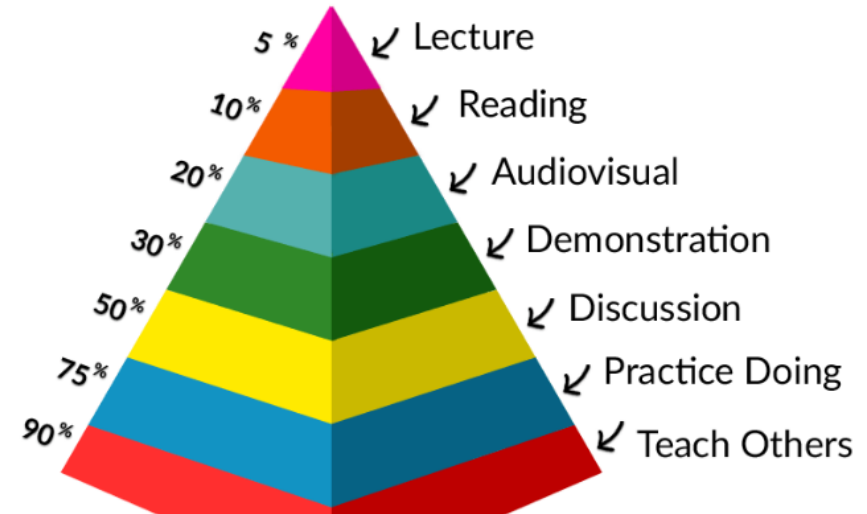 5 % Lecture
10% Reading
20% Audiovisual
30% Demonstration
50% Discussion
75% Practice Doing
90% Teach Others